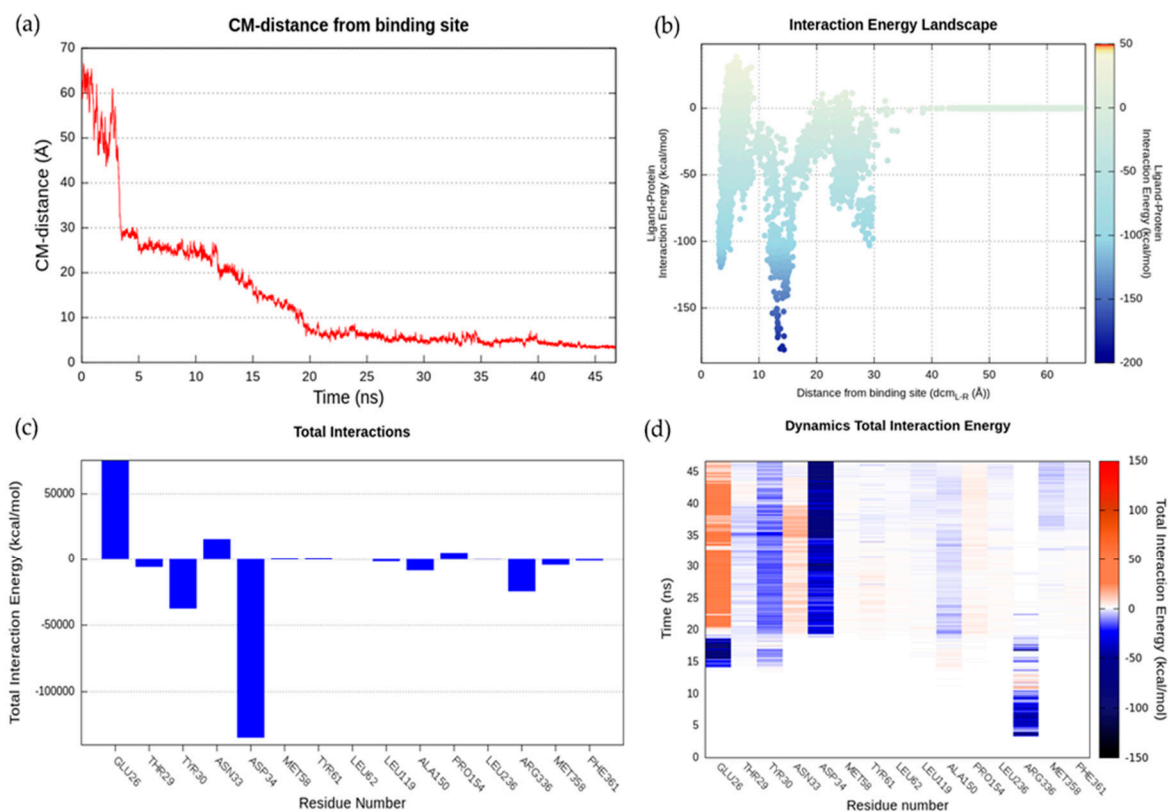 (a)
CM-distance from binding site
CM-distance (Å)
70
60
50
40
30
20
10
0
0 5 10 15 20 25 30 35 40 45
Time (ns)
(b)
Interaction Energy Landscape
Ligand-Protein
Interaction Energy (kcal/mol)
0
-50
-100
-150
0 10 20 30 40 50 60
Distance from binding site (dcmL-R (Å))
50
0
-50
-100
-150
-200
Ligand-Protein
Interaction Energy (kcal/mol)
(c)
Total Interactions
Total Interaction Energy (kcal/mol)
50000
0
-50000
-100000
GLU26 THR29 TYR30 ASN33 ASP34 MET58 TYR61 LEU62 LEU119 ALA150 PRO154 LEU236 ARG336 MET358 PHE361
Residue Number
(d)
Dynamics Total Interaction Energy
Time (ns)
45
40
35
30
25
20
15
10
5
0
GLU26 THR29 TYR30 ASN33 ASP34 MET58 TYR61 LEU62 LEU119 ALA150 PRO154 LEU236 ARG336 MET358 PHE361
Residue number
150
100
50
0
-50
-100
-150
Total Interaction Energy (kcal/mol)